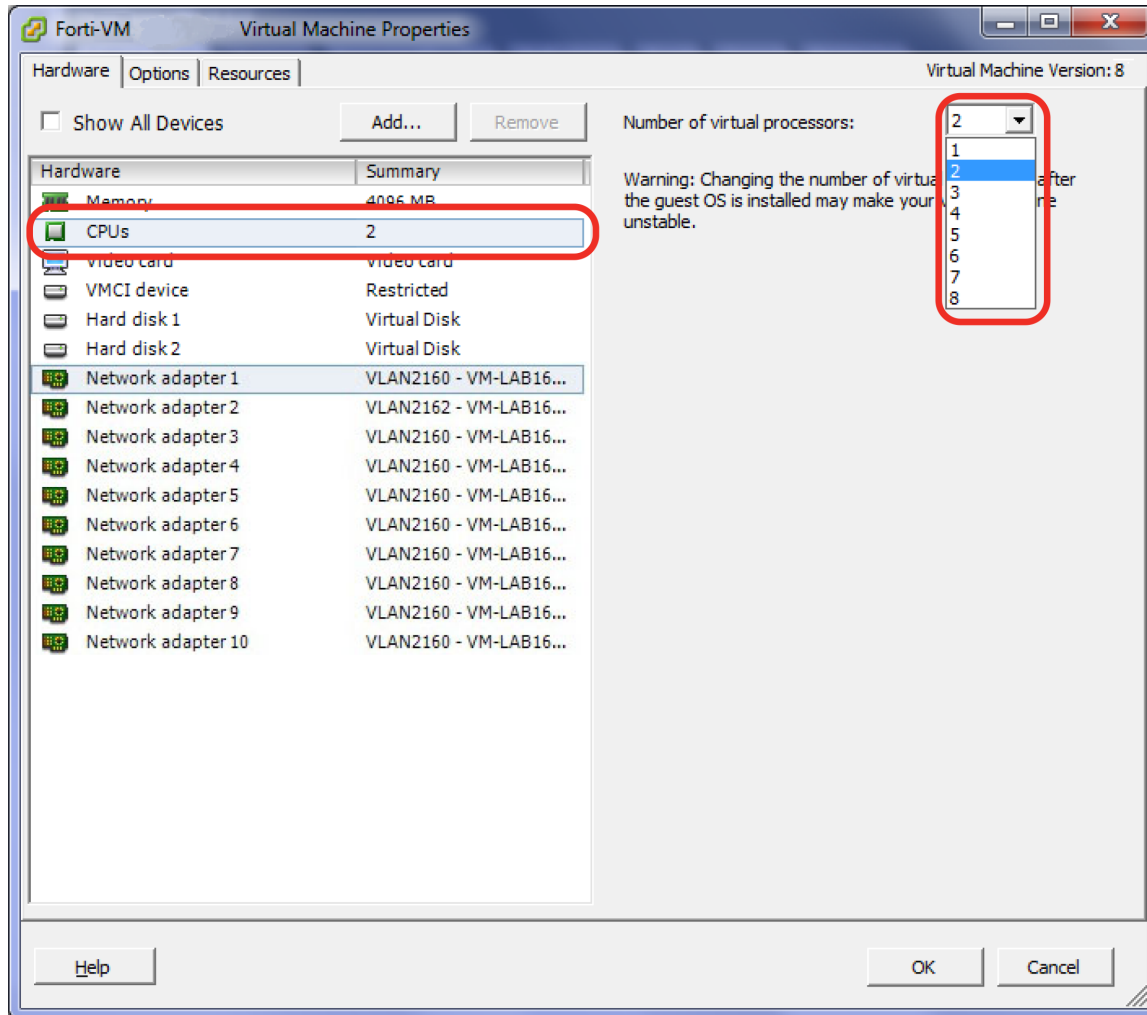 Forti-VM Virtual Machine Properties
Hardware Options Resources Virtual Machine Version: 8
Show All Devices Add... Remove
Hardware Summary
Memory 4096 MB
CPUs 2
Video card Video card
VMCI device Restricted
Hard disk 1 Virtual Disk
Hard disk 2 Virtual Disk
Network adapter 1 VLAN2160 - VM-LAB16...
Network adapter 2 VLAN2162 - VM-LAB16...
Network adapter 3 VLAN2160 - VM-LAB16...
Network adapter 4 VLAN2160 - VM-LAB16...
Network adapter 5 VLAN2160 - VM-LAB16...
Network adapter 6 VLAN2160 - VM-LAB16...
Network adapter 7 VLAN2160 - VM-LAB16...
Network adapter 8 VLAN2160 - VM-LAB16...
Network adapter 9 VLAN2160 - VM-LAB16...
Network adapter 10 VLAN2160 - VM-LAB16...
Number of virtual processors: 2
1
2
3
4
5
6
7
8
Warning: Changing the number of after
the guest OS is installed may make your
unstable.
Help OK Cancel